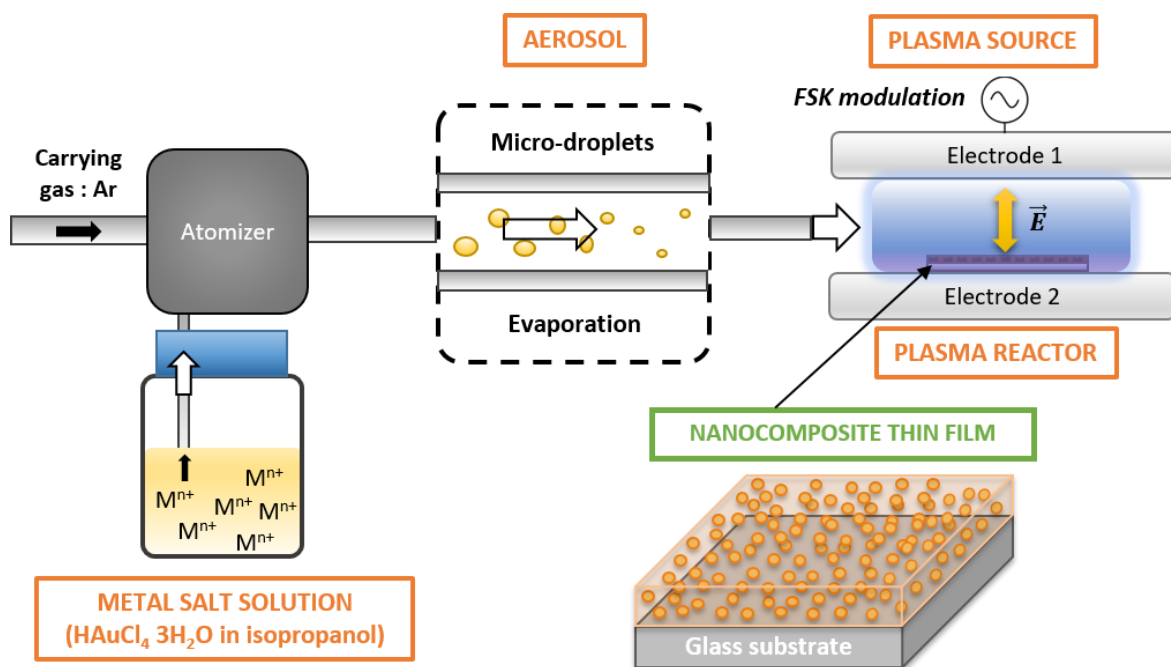 AEROSOL
PLASMA SOURCE
FSK modulation
Carrying
gas : Ar
Atomizer
Micro-droplets
Evaporation
Electrode 1
E⃗
Electrode 2
PLASMA REACTOR
NANOCOMPOSITE THIN FILM
Mⁿ⁺
Mⁿ⁺
Mⁿ⁺
Mⁿ⁺
Mⁿ⁺
Mⁿ⁺
METAL SALT SOLUTION
(HAuCl₄ 3H₂O in isopropanol)
Glass substrate